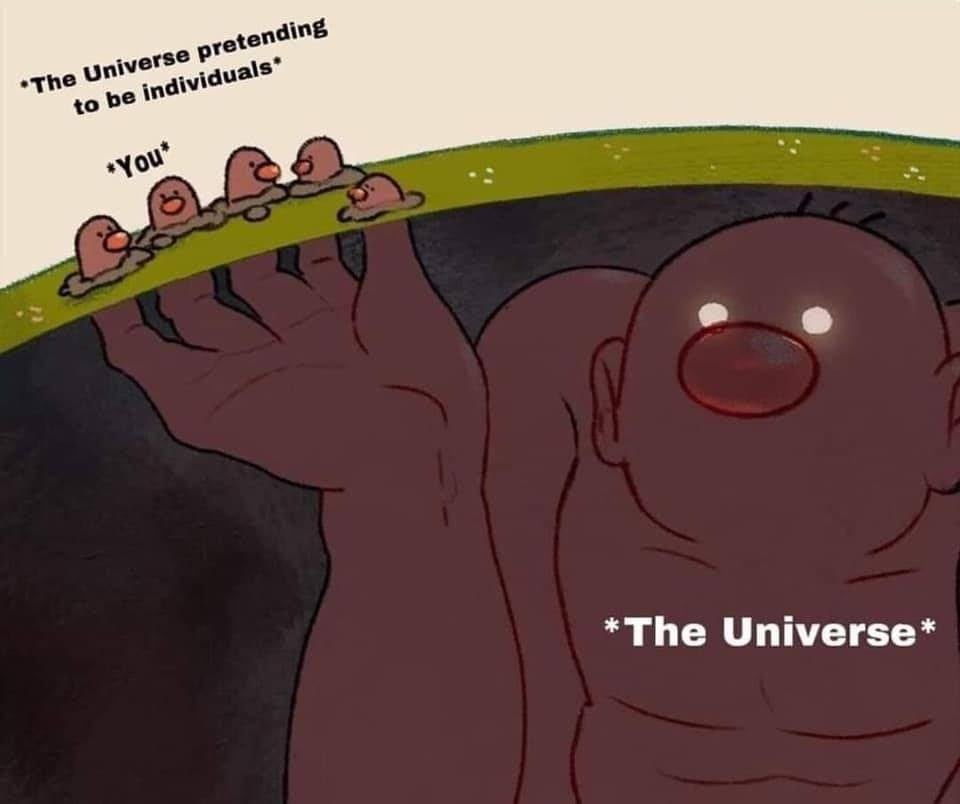 *The Universe pretending
to be individuals*
*You*
*The Universe*